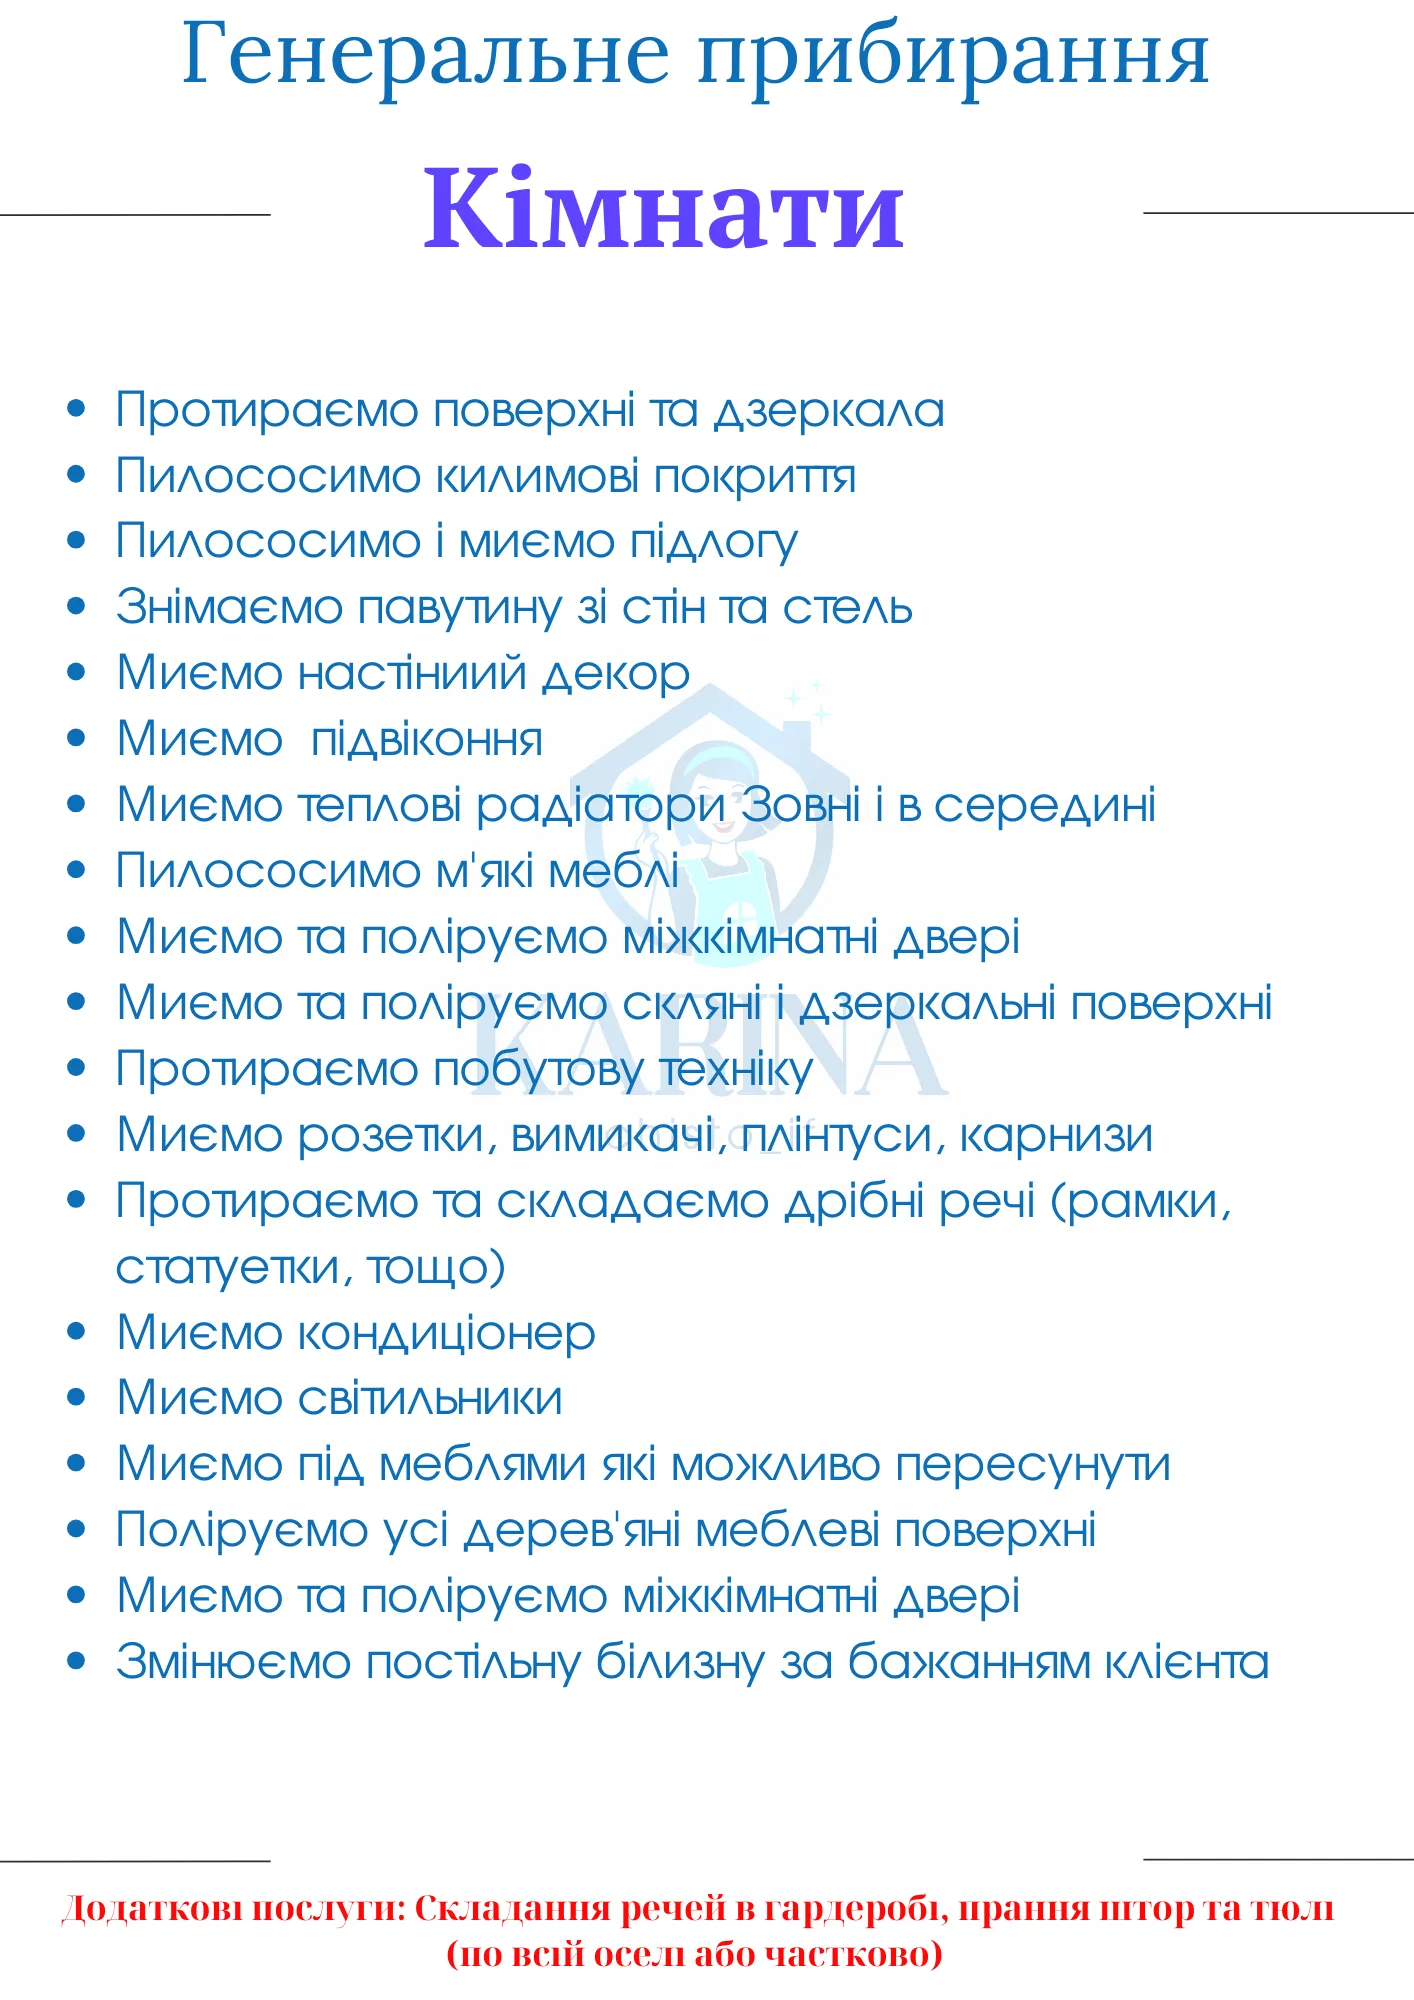 Генеральне прибирання
Кімнати
• Протираємо поверхні та дзеркала
• Пилососимо килимові покриття
• Пилососимо і миємо підлогу
• Знімаємо павутину зі стін та стель
• Миємо настіниий декор
• Миємо  підвіконня
• Миємо теплові радіатори Зовні і в середині
• Пилососимо м'які меблі
• Миємо та поліруємо міжкімнатні двері
• Миємо та поліруємо скляні і дзеркальні поверхні
KARINA
• Протираємо побутову техніку
• Миємо розетки, вимикачі, плінтуси, карнизи
chisto_if
• Протираємо та складаємо дрібні речі (рамки,
статуетки, тощо)
• Миємо кондиціонер
• Миємо світильники
• Миємо під меблями які можливо пересунути
• Поліруємо усі дерев'яні меблеві поверхні
• Миємо та поліруємо міжкімнатні двері
• Змінюємо постільну білизну за бажанням клієнта
Додаткові послуги: Складання речей в гардеробі, прання штор та тюлі
(по всій оселі або частково)